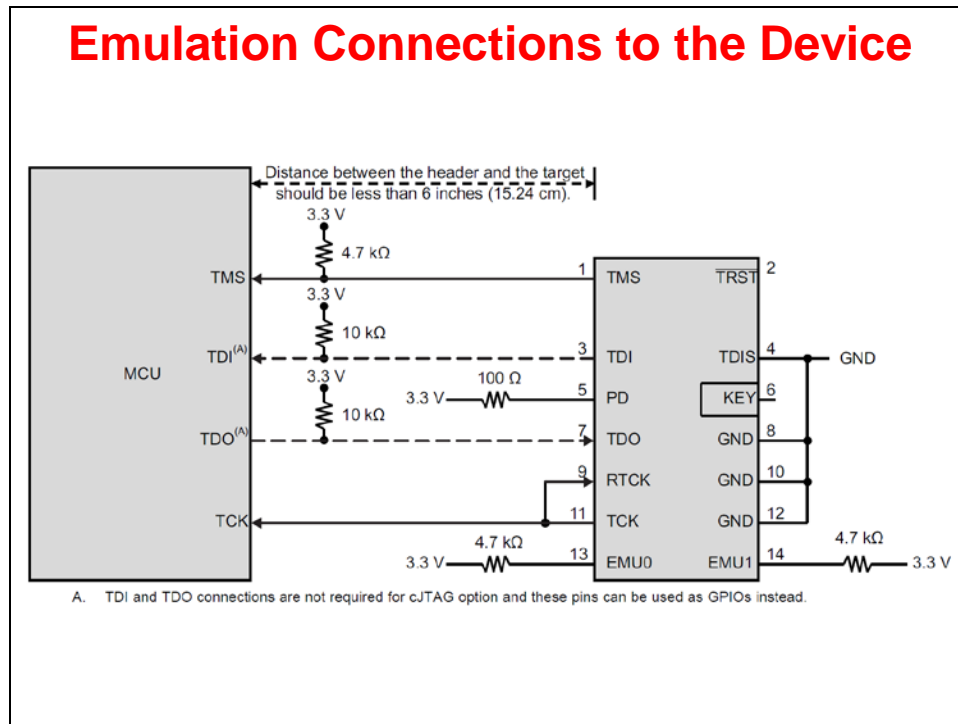 Emulation Connections to the Device
Distance between the header and the target
should be less than 6 inches (15.24 cm).
3.3 V
4.7 kΩ
TMS
1
TMS
TRST
2
3.3 V
10 kΩ
TDI(A)
3
TDI
TDIS
4
GND
MCU
3.3 V
100 Ω
3.3 V
5
PD
KEY
6
10 kΩ
TDO(A)
7
TDO
GND
8
9
RTCK
GND
10
TCK
11
TCK
GND
12
4.7 kΩ
3.3 V
13
EMU0
EMU1
14
4.7 kΩ
3.3 V
A. TDI and TDO connections are not required for cJTAG option and these pins can be used as GPIOs instead.